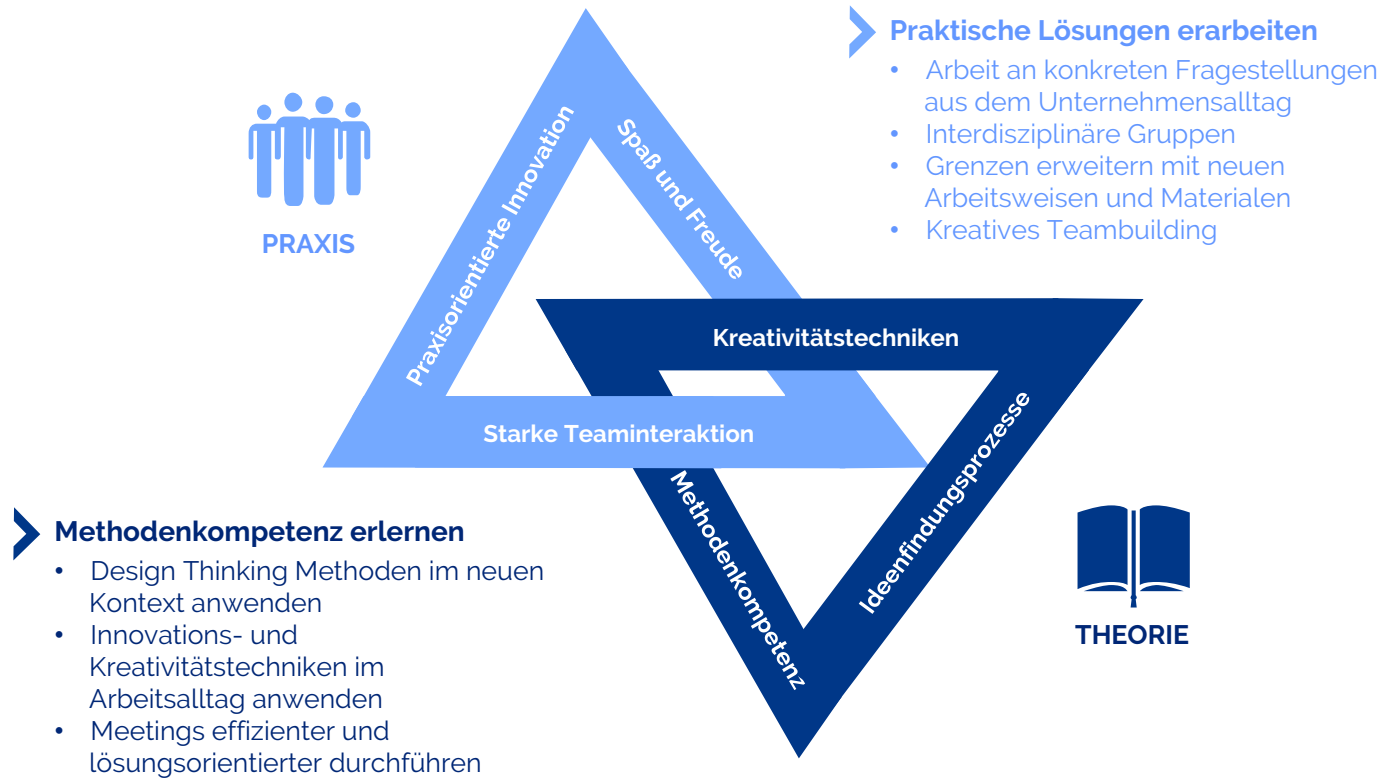 Praktische Lösungen erarbeiten
• Arbeit an konkreten Fragestellungen
aus dem Unternehmensalltag
• Interdisziplinäre Gruppen
• Grenzen erweitern mit neuen
Arbeitsweisen und Materialen
• Kreatives Teambuilding
PRAXIS
Praxisorientierte Innovation
Spaß und Freude
Starke Teaminteraktion
Kreativitätstechniken
Methodenkompetenz
Ideenfindungsprozesse
THEORIE
Methodenkompetenz erlernen
• Design Thinking Methoden im neuen
Kontext anwenden
• Innovations- und
Kreativitätstechniken im
Arbeitsalltag anwenden
• Meetings effizienter und
lösungsorientierter durchführen